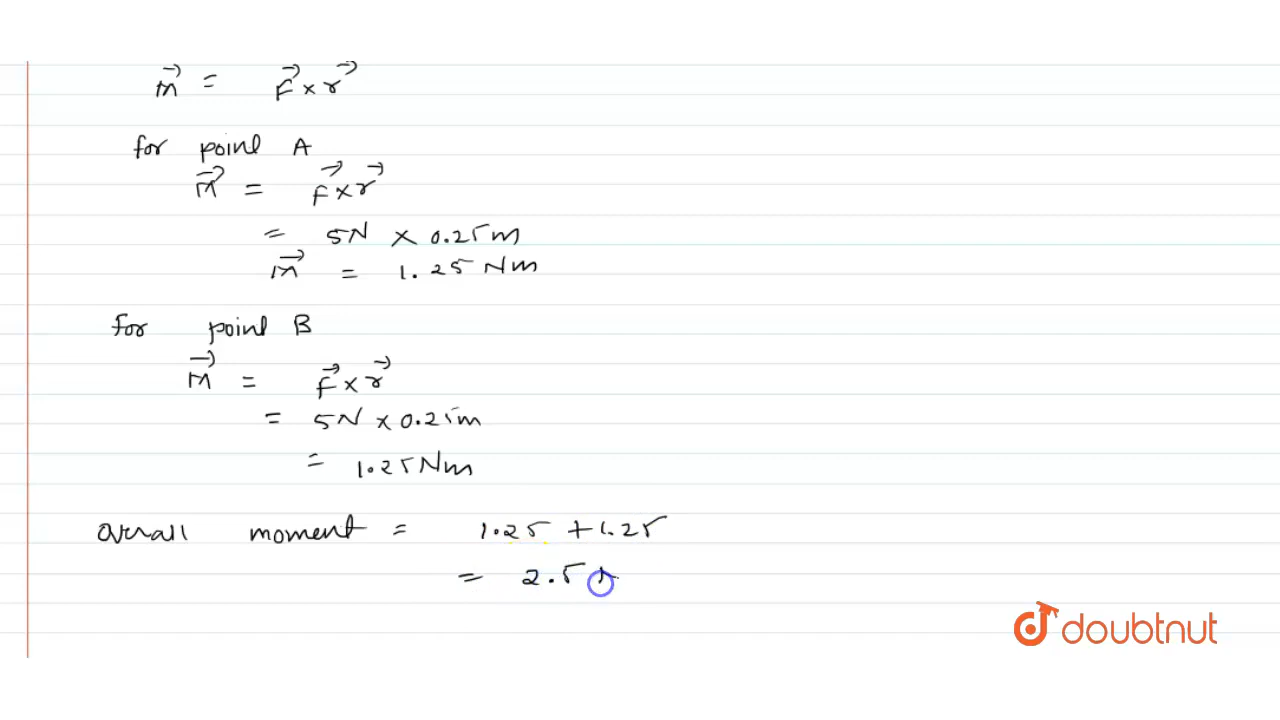 M⃗ = F⃗ × r⃗
for point A
M⃗ = F⃗ × r⃗
= 5N × 0.25m
M⃗ = 1.25 Nm
for point B
M⃗ = F⃗ × r⃗
= 5N × 0.25m
= 1.25Nm
overall moment = 1.25 + 1.25
= 2.5
doubtnut